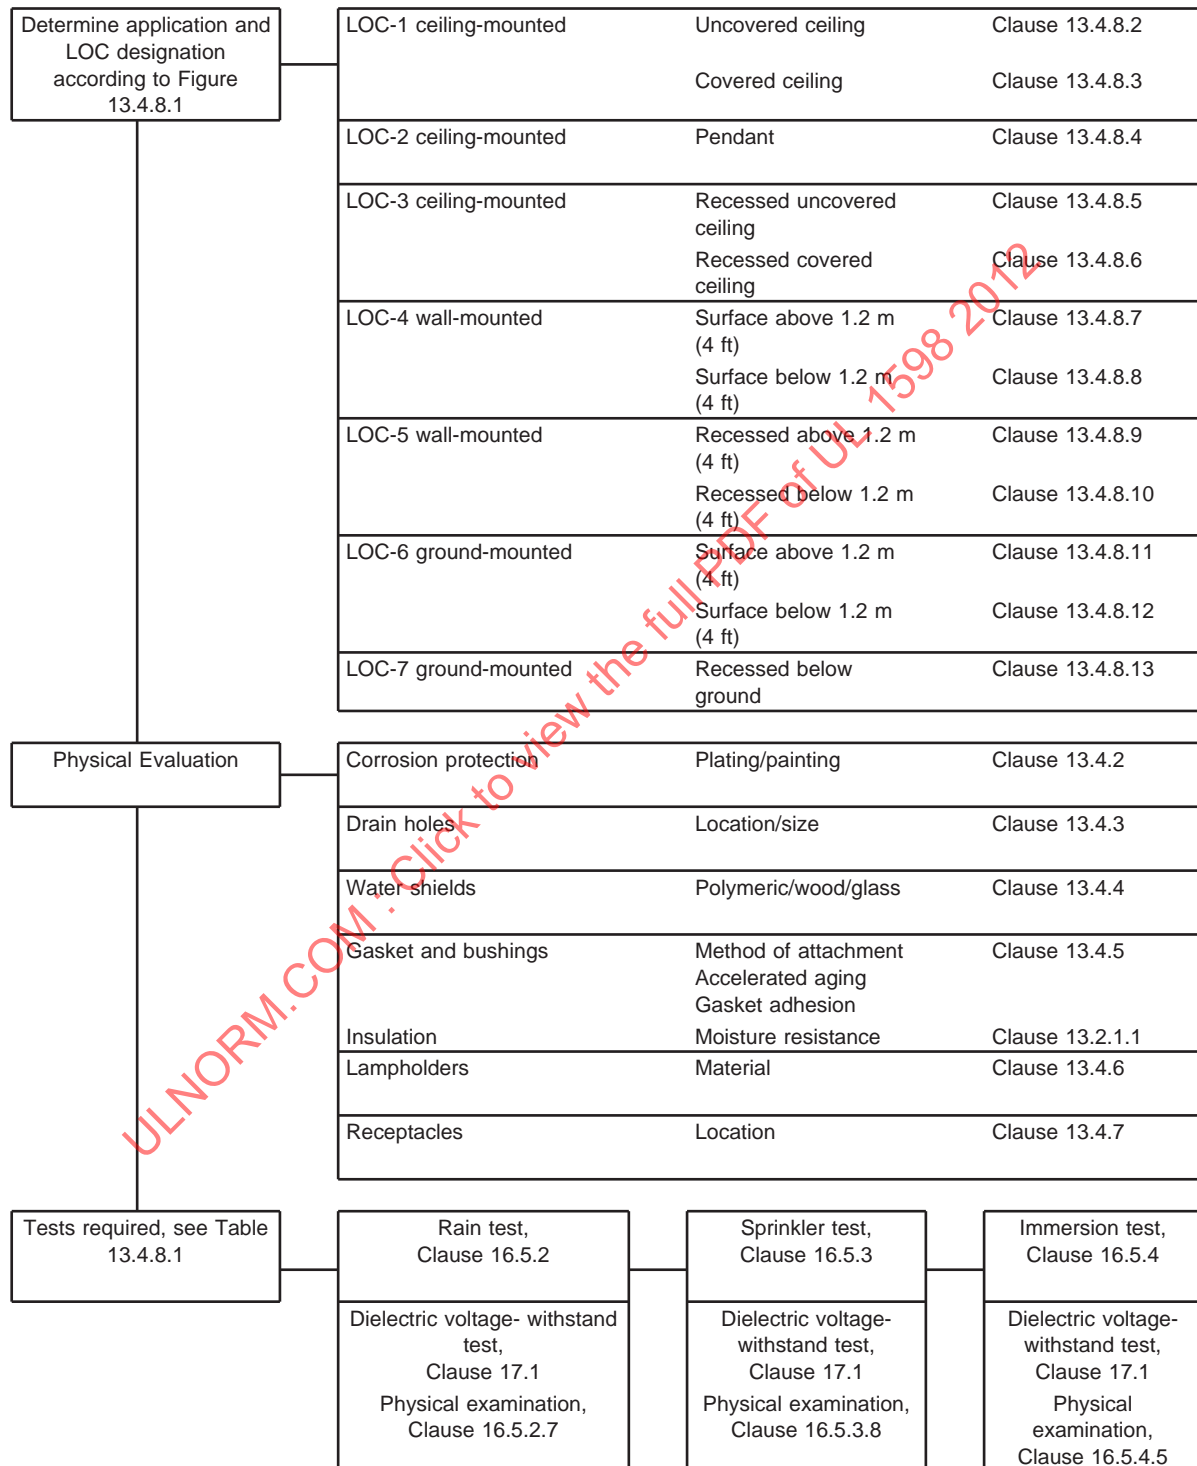 Determine application and
LOC designation
according to Figure
13.4.8.1
LOC-1 ceiling-mounted Uncovered ceiling Clause 13.4.8.2
Covered ceiling Clause 13.4.8.3
LOC-2 ceiling-mounted Pendant Clause 13.4.8.4
LOC-3 ceiling-mounted Recessed uncovered Clause 13.4.8.5
ceiling
Recessed covered Clause 13.4.8.6
ceiling
LOC-4 wall-mounted Surface above 1.2 m Clause 13.4.8.7
(4 ft)
Surface below 1.2 m Clause 13.4.8.8
(4 ft)
LOC-5 wall-mounted Recessed above 1.2 m Clause 13.4.8.9
(4 ft)
Recessed below 1.2 m Clause 13.4.8.10
(4 ft)
LOC-6 ground-mounted Surface above 1.2 m Clause 13.4.8.11
(4 ft)
Surface below 1.2 m Clause 13.4.8.12
(4 ft)
LOC-7 ground-mounted Recessed below Clause 13.4.8.13
ground
Physical Evaluation
Corrosion protection Plating/painting Clause 13.4.2
Drain holes Location/size Clause 13.4.3
Water shields Polymeric/wood/glass Clause 13.4.4
Gasket and bushings Method of attachment Clause 13.4.5
Accelerated aging
Gasket adhesion
Insulation Moisture resistance Clause 13.2.1.1
Lampholders Material Clause 13.4.6
Receptacles Location Clause 13.4.7
Tests required, see Table
13.4.8.1
Rain test,
Clause 16.5.2
Dielectric voltage- withstand
test,
Clause 17.1
Physical examination,
Clause 16.5.2.7
Sprinkler test,
Clause 16.5.3
Dielectric voltage-
withstand test,
Clause 17.1
Physical examination,
Clause 16.5.3.8
Immersion test,
Clause 16.5.4
Dielectric voltage-
withstand test,
Clause 17.1
Physical
examination,
Clause 16.5.4.5
ULNORM.COM : Click to view the full PDF of UL 1598 2012